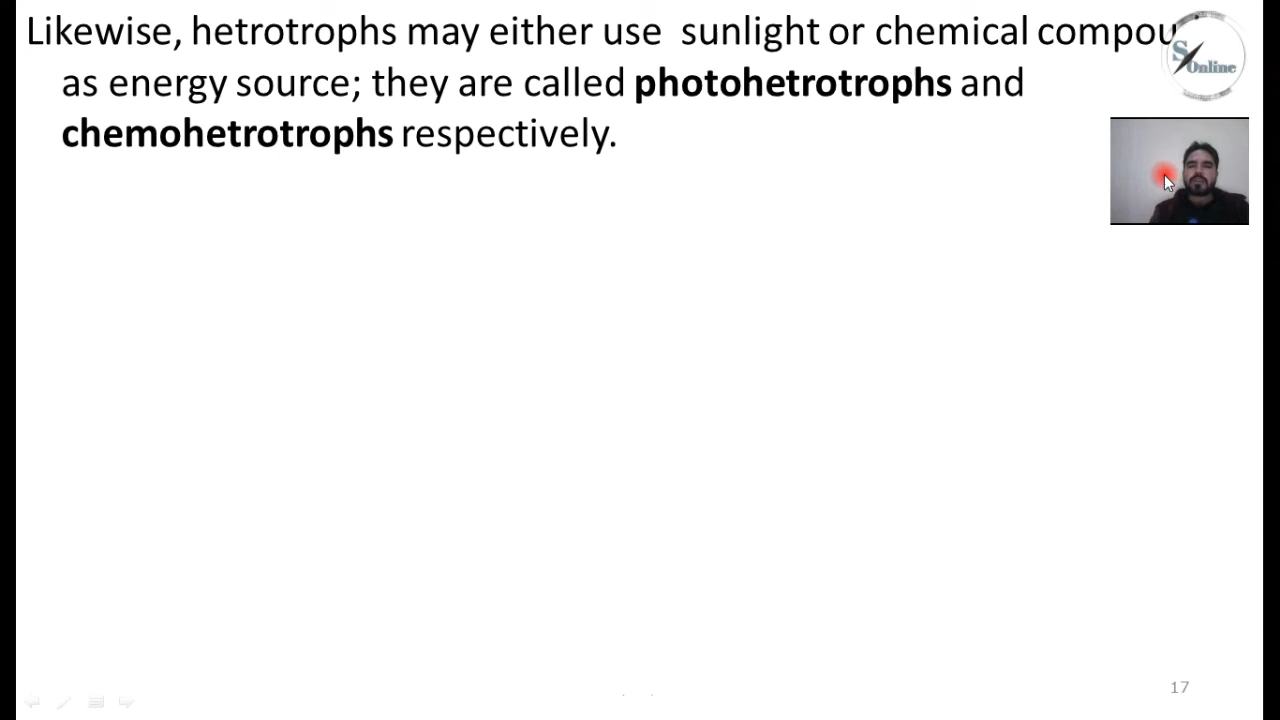 Likewise, hetrotrophs may either use sunlight or chemical
as energy source; they are called photohetrotrophs and
chemohetrotrophs respectively.
S Online
17